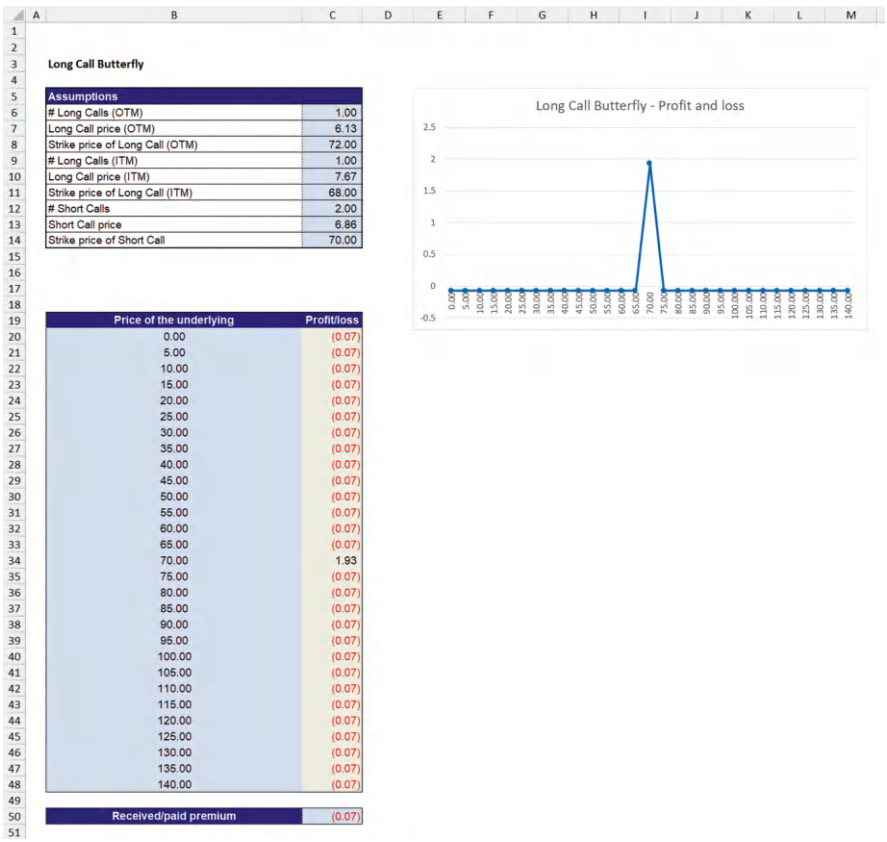 A B C D E F G H I J K L M
1
2
3 Long Call Butterfly
4
5 Assumptions
6 # Long Calls (OTM) 1.00
7 Long Call price (OTM) 6.13
8 Strike price of Long Call (OTM) 72.00
9 # Long Calls (ITM) 1.00
10 Long Call price (ITM) 7.67
11 Strike price of Long Call (ITM) 68.00
12 # Short Calls 2.00
13 Short Call price 6.86
14 Strike price of Short Call 70.00
15
16
17
18
19 Price of the underlying Profit/loss
20 0.00 (0.07)
21 5.00 (0.07)
22 10.00 (0.07)
23 15.00 (0.07)
24 20.00 (0.07)
25 25.00 (0.07)
26 30.00 (0.07)
27 35.00 (0.07)
28 40.00 (0.07)
29 45.00 (0.07)
30 50.00 (0.07)
31 55.00 (0.07)
32 60.00 (0.07)
33 65.00 (0.07)
34 70.00 1.93
35 75.00 (0.07)
36 80.00 (0.07)
37 85.00 (0.07)
38 90.00 (0.07)
39 95.00 (0.07)
40 100.00 (0.07)
41 105.00 (0.07)
42 110.00 (0.07)
43 115.00 (0.07)
44 120.00 (0.07)
45 125.00 (0.07)
46 130.00 (0.07)
47 135.00 (0.07)
48 140.00 (0.07)
49
50 Received/paid premium (0.07)
51
Long Call Butterfly - Profit and loss
2.5
2
1.5
1
0.5
0
-0.5
0.00 5.00 10.00 15.00 20.00 25.00 30.00 35.00 40.00 45.00 50.00 55.00 60.00 65.00 70.00 75.00 80.00 85.00 90.00 95.00 100.00 105.00 110.00 115.00 120.00 125.00 130.00 135.00 140.00